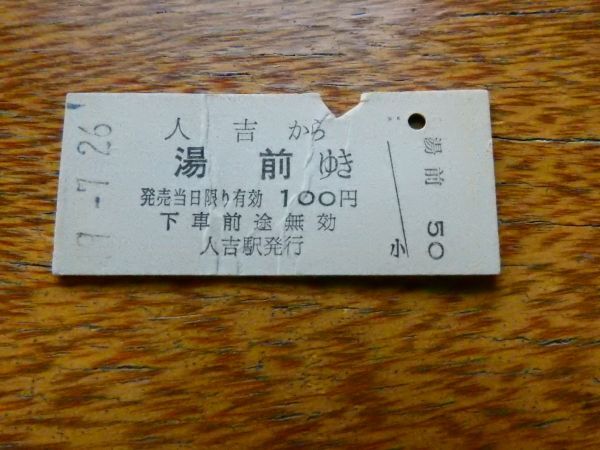 -7.26
人吉から
湯前ゆき
発売当日限り有効 100円
下車前途無効
人吉駅発行
湯前
小
50